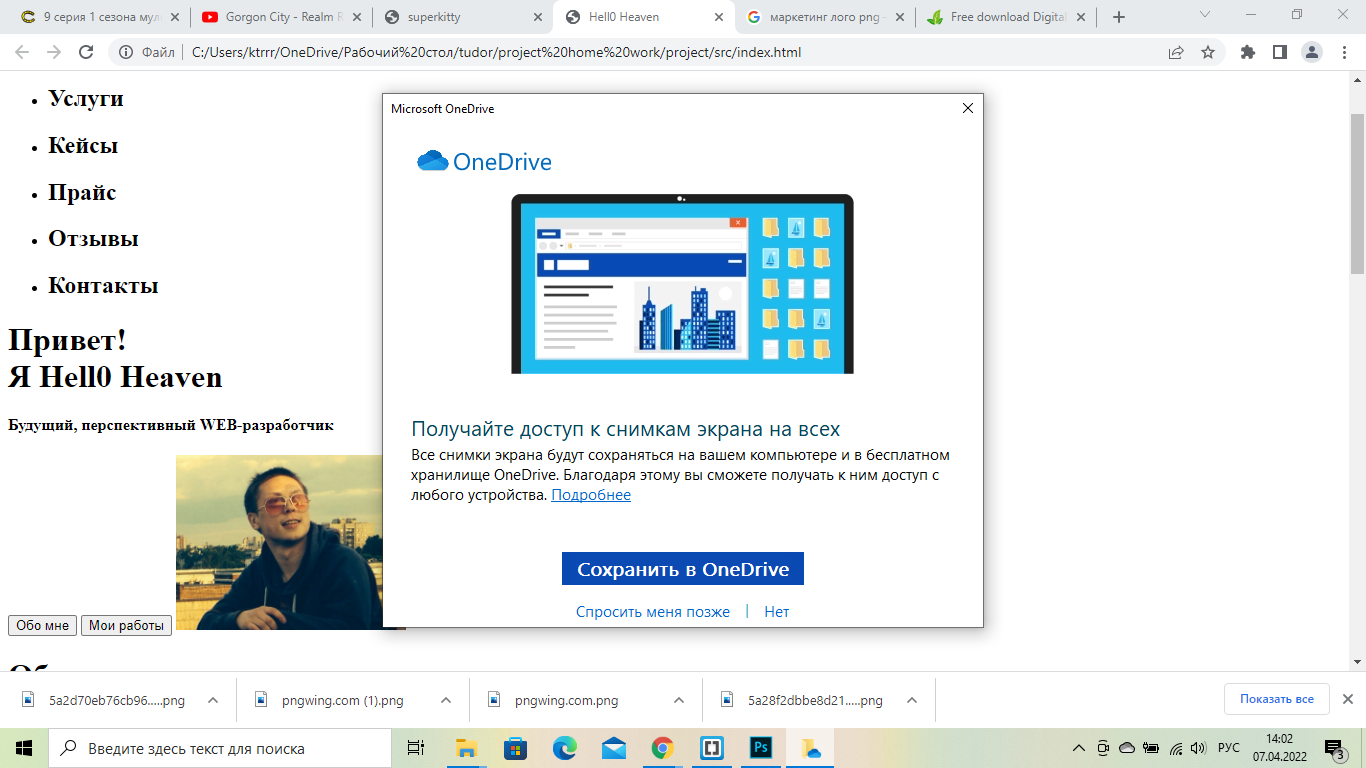 9 серия 1 сезона мул
Gorgon City - Realm R
superkitty
Hell0 Heaven
маркетинг лого png -
Free download Digital
Файл
C:/Users/ktrrr/OneDrive/Рабочий%20стол/tudor/project%20home%20work/project/src/index.html
Услуги
Кейсы
Прайс
Отзывы
Контакты
Привет!
Я Hell0 Heaven
Будущий, перспективный WEB-разработчик
Обо мне
Мои работы
Microsoft OneDrive
OneDrive
Получайте доступ к снимкам экрана на всех
Все снимки экрана будут сохраняться на вашем компьютере и в бесплатном
хранилище OneDrive. Благодаря этому вы сможете получать к ним доступ с
любого устройства. Подробнее
Сохранить в OneDrive
Спросить меня позже | Нет
5a2d70eb76cb96.....png
pngwing.com (1).png
pngwing.com.png
5a28f2dbbe8d21.....png
Показать все
Введите здесь текст для поиска
Ps
РУС
14:02
07.04.2022
3